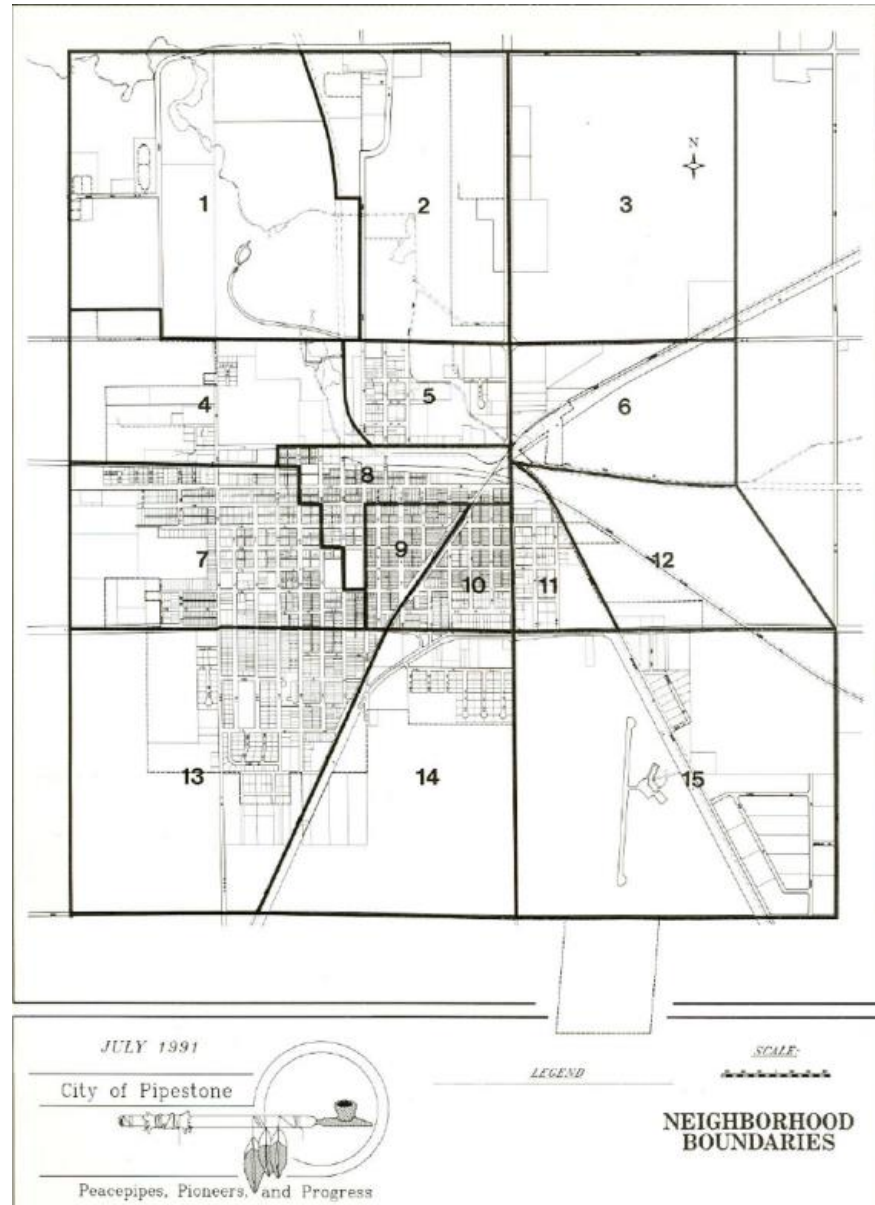 N
1
2
3
4
5
6
7
8
9
10
11
12
13
14
15
JULY 1991
City of Pipestone
Peacepipes, Pioneers, and Progress
LEGEND
SCALE:
NEIGHBORHOOD
BOUNDARIES